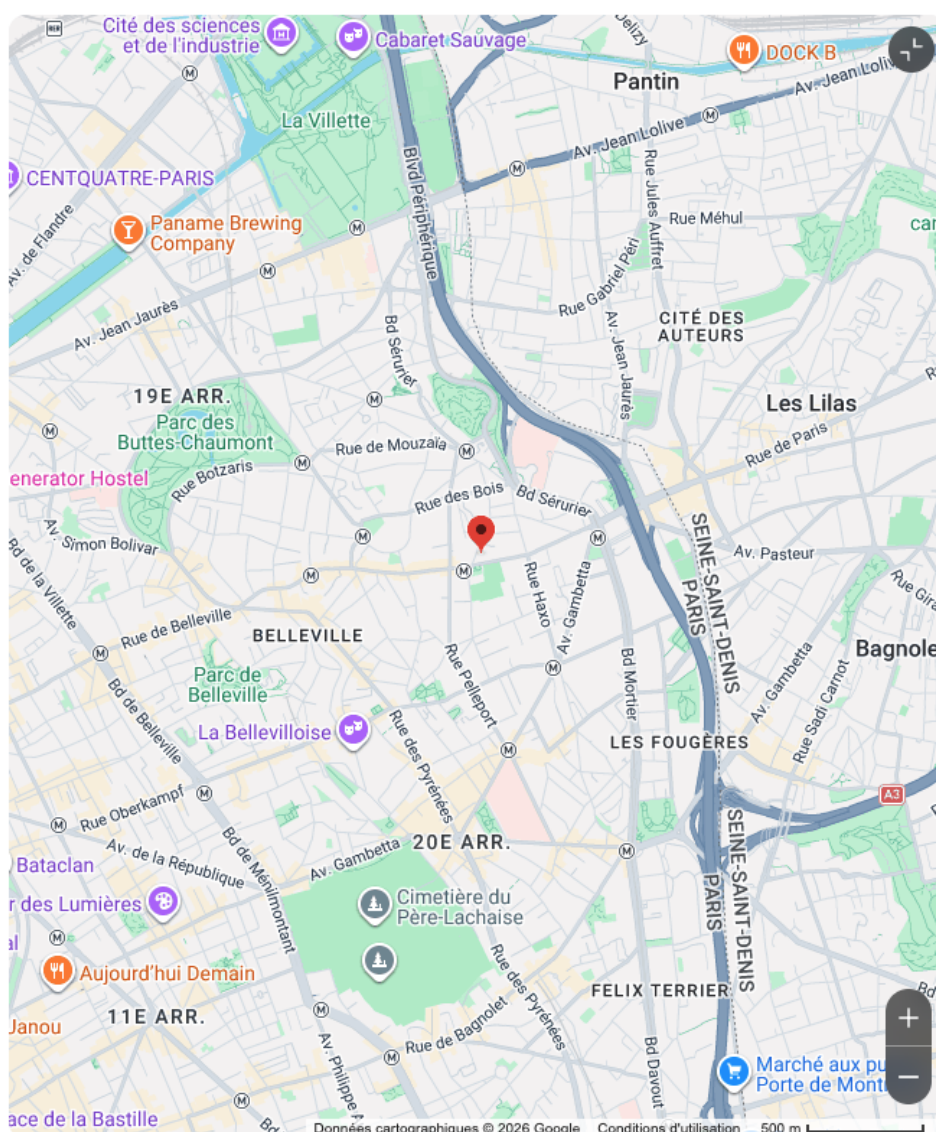 Cité des sciences
et de l'industrie
Cabaret Sauvage
DOCK B
Pantin
Av. Jean Lolive
Av. Jean Lolive
La Villette
Blvd Périphérique
Rue Jules Auffret
CENTQUATRE-PARIS
Av. de Flandre
Paname Brewing
Company
Rue Méhul
Rue Gabriel Péri
Av. Jean Jaurès
Bd Sérurier
CITÉ DES
AUTEURS
Av. Jean Jaurès
19E ARR.
Parc des
Buttes-Chaumont
Les Lilas
Rue de Mouzaïa
Rue de Paris
enerator Hostel
Rue Botzaris
Rue des Bois
Bd Sérurier
Av. Simon Bolivar
Bd de la Villette
SEINE-SAINT-DENIS
PARIS
Av. Pasteur
Rue Haxo
Av. Gambetta
Rue Gira
Rue de Belleville
BELLEVILLE
Bagnole
Parc de
Belleville
Bd de Belleville
Rue Pelleport
Bd Mortier
Av. Gambetta
Rue Sadi Carnot
La Bellevilloise
Rue des Pyrénées
LES FOUGÈRES
A3
Rue Oberkampf
20E ARR.
SEINE-SAINT-DENIS
PARIS
Av. de la République
Bd de Ménilmontant
Av. Gambetta
Bataclan
Cimetière du
Père-Lachaise
r des Lumières
al
Aujourd'hui Demain
Rue des Pyrénées
FELIX TERRIER
Janou
11E ARR.
Rue de Bagnolet
Av. Philippe A
Bd Davout
Bd
Marché aux pu
Porte de Montr
ace de la Bastille
Données cartographiques © 2026 Google
Conditions d'utilisation
500 m